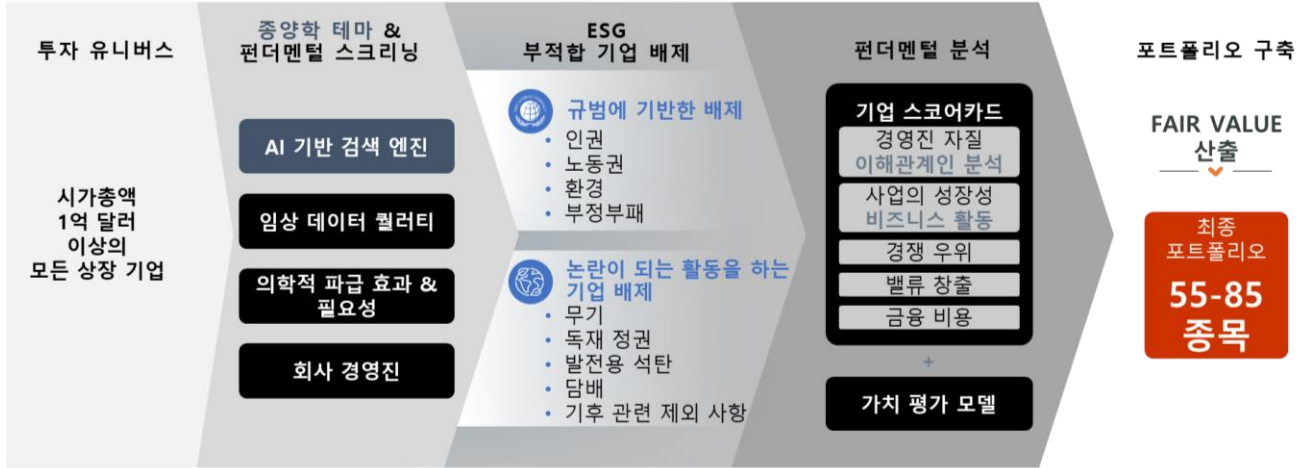 투자 유니버스
시가총액
1억 달러
이상의
모든 상장 기업
종양학 테마 &
펀더멘털 스크리닝
AI 기반 검색 엔진
임상 데이터 퀄러티
의학적 파급 효과 &
필요성
회사 경영진
ESG
부적합 기업 배제
규범에 기반한 배제
• 인권
• 노동권
• 환경
• 부정부패
논란이 되는 활동을 하는
기업 배제
• 무기
• 독재 정권
• 발전용 석탄
• 담배
• 기후 관련 제외 사항
펀더멘털 분석
기업 스코어카드
경영진 자질
이해관계인 분석
사업의 성장성
비즈니스 활동
경쟁 우위
밸류 창출
금융 비용
+
가치 평가 모델
포트폴리오 구축
FAIR VALUE
산출
최종
포트폴리오
55-85
종목